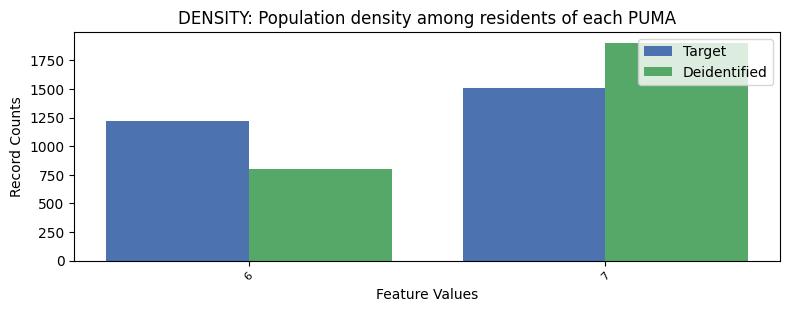 DENSITY: Population density among residents of each PUMA
Target
Deidentified
Record Counts
1750
1500
1250
1000
750
500
250
0
6
7
Feature Values